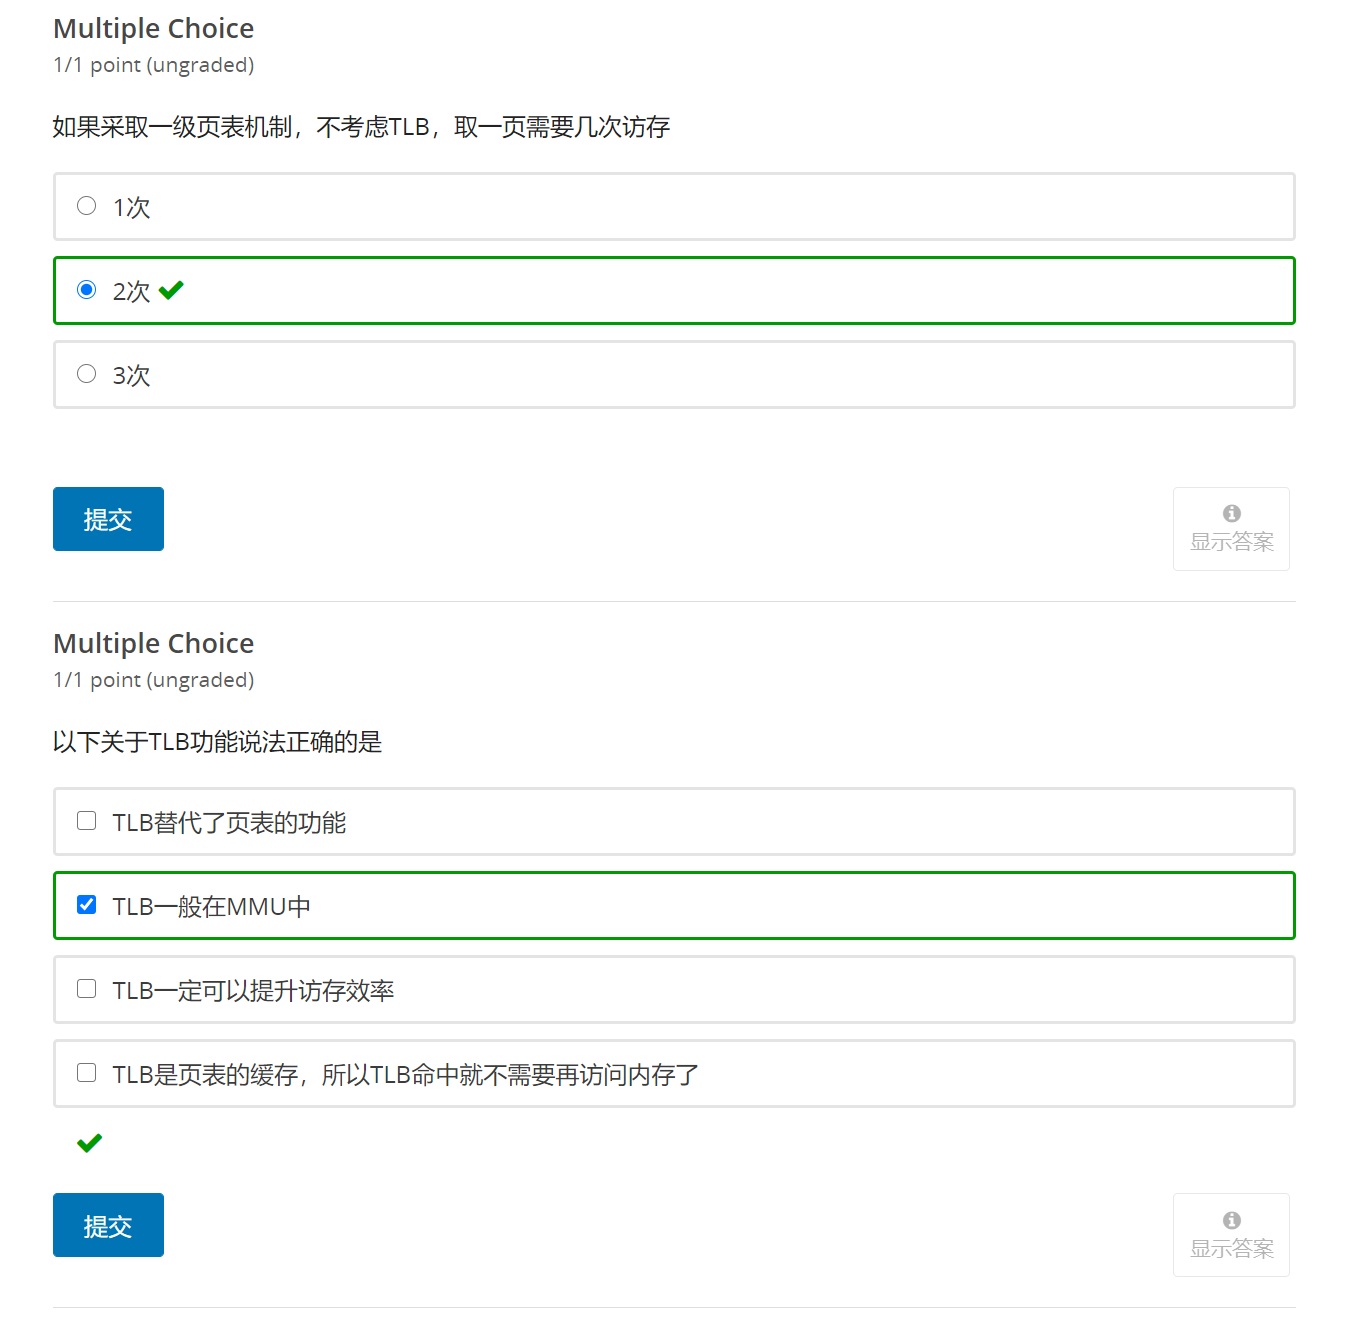 Multiple Choice
1/1 point (ungraded)
如果采取一级页表机制，不考虑TLB，取一页需要几次访存
1次
2次
3次
提交
显示答案
Multiple Choice
1/1 point (ungraded)
以下关于TLB功能说法正确的是
TLB替代了页表的功能
TLB一般在MMU中
TLB一定可以提升访存效率
TLB是页表的缓存，所以TLB命中就不需要再访问内存了
提交
显示答案